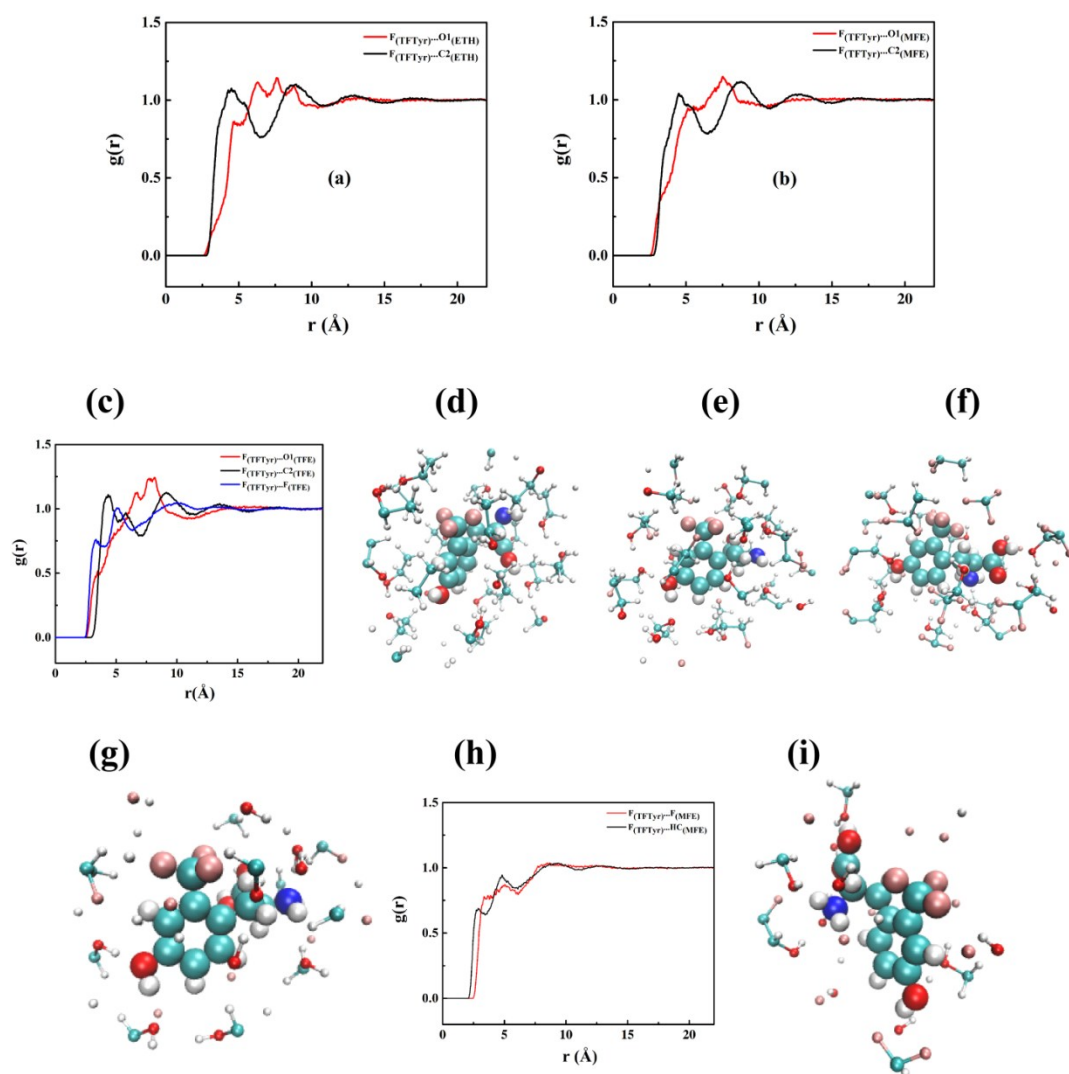 1.5
1.0
0.5
0.0
g(r)
F(TFTyr)...O1(ETH)
F(TFTyr)...C2(ETH)
(a)
0 5 10 15 20
r (Å)
1.5
1.0
0.5
0.0
g(r)
F(TFTyr)...O1(MFE)
F(TFTyr)...C2(MFE)
(b)
0 5 10 15 20
r (Å)
(c)
(d)
(e)
(f)
1.5
1.0
0.5
0.0
g(r)
F(TFTyr)...O1(TFE)
F(TFTyr)...C2(TFE)
F(TFTyr)...F(TFE)
0 5 10 15 20
r(Å)
(g)
(h)
(i)
1.5
1.0
0.5
0.0
g(r)
F(TFTyr)...F(MFE)
F(TFTyr)...HC(MFE)
0 5 10 15 20
r (Å)